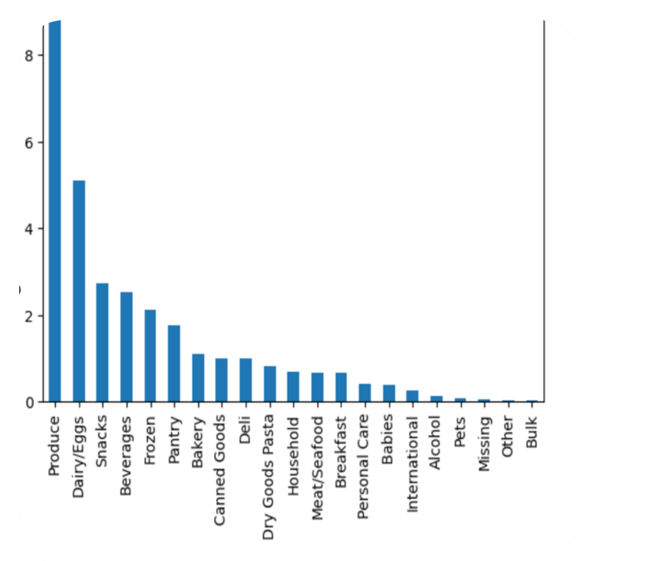 8
6
4
2
0
Produce
Dairy/Eggs
Snacks
Beverages
Frozen
Pantry
Bakery
Canned Goods
Deli
Dry Goods Pasta
Household
Meat/Seafood
Breakfast
Personal Care
Babies
International
Alcohol
Pets
Missing
Other
Bulk